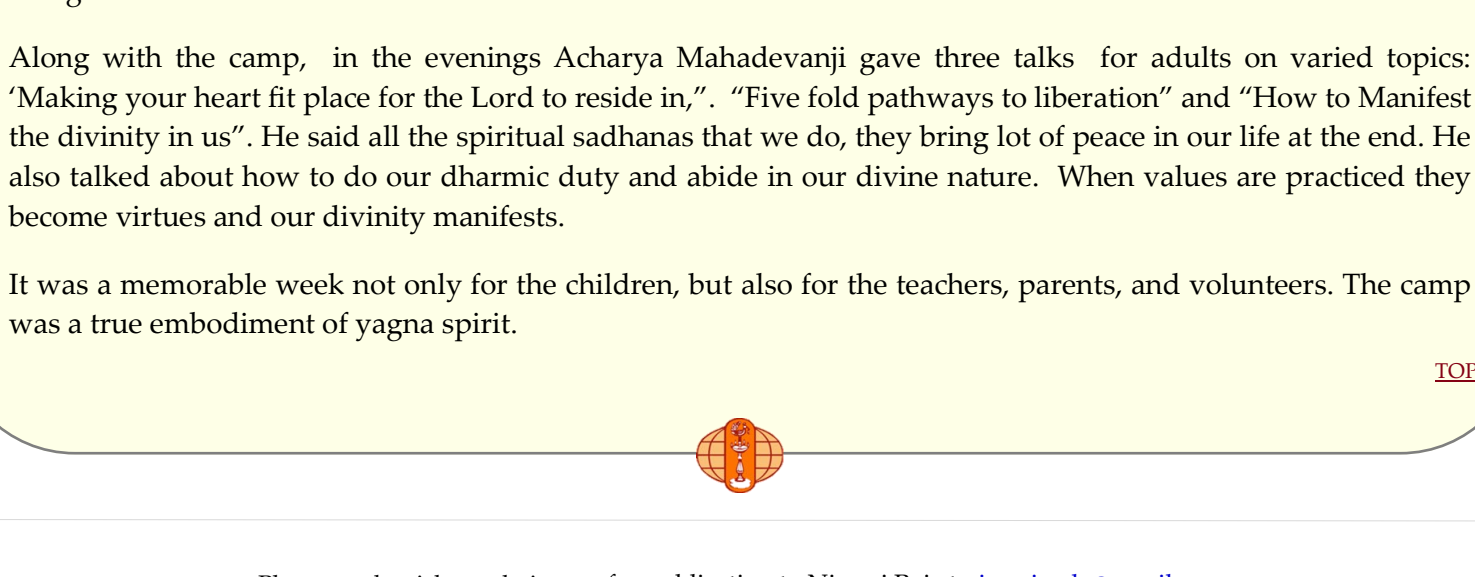 Along with the camp,  in the evenings Acharya Mahadevanji gave three talks  for adults on varied topics:
‘Making your heart fit place for the Lord to reside in,”. “Five fold pathways to liberation” and “How to Manifest
the divinity in us”. He said all the spiritual sadhanas that we do, they bring lot of peace in our life at the end. He
also talked about how to do our dharmic duty and abide in our divine nature.  When values are practiced they
become virtues and our divinity manifests.
It was a memorable week not only for the children, but also for the teachers, parents, and volunteers. The camp
was a true embodiment of yagna spirit.
TOP